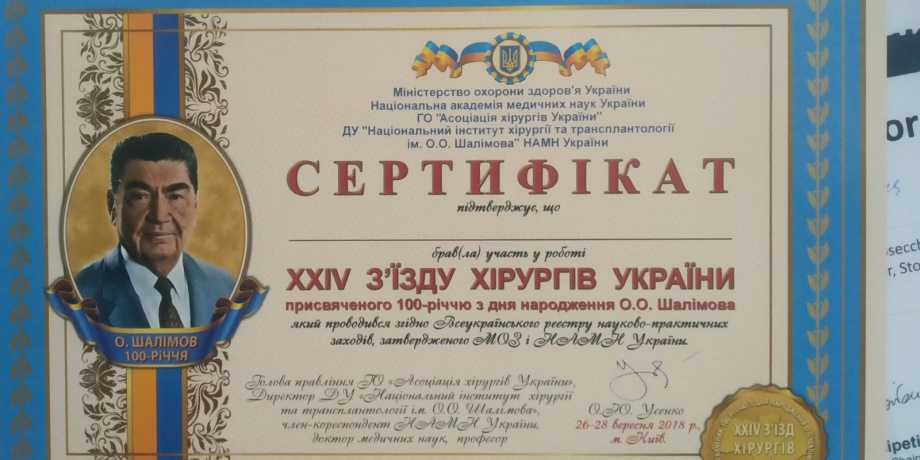 Міністерство охорони здоров'я України
Національна академія медичних наук України
ГО "Асоціація хірургів України"
ДУ "Національний інститут хірургії та трансплантології
ім. О.О. Шалімова" НАМН України
СЕРТИФІКАТ
підтверджує, що
брав(ла) участь у роботі
XXIV З'ЇЗДУ ХІРУРГІВ УКРАЇНИ
присвяченого 100-річчю з дня народження О.О. Шалімова
який проводився згідно Всеукраїнського реєстру науково-практичних
заходів, затвердженого МОЗ і НАМН України.
О. ШАЛІМОВ
100-РІЧЧЯ
Голова правління ГО «Асоціація хірургів України»,
Директор ДУ «Національний інститут хірургії
та трансплантології ім. О.О. Шалімова»,
член-кореспондент НАМН України,
доктор медичних наук, професор
О.Ю. Усенко
26-28 вересня 2018 р.,
м. Київ.
XXIV З'ЇЗД
ХІРУРГІВ